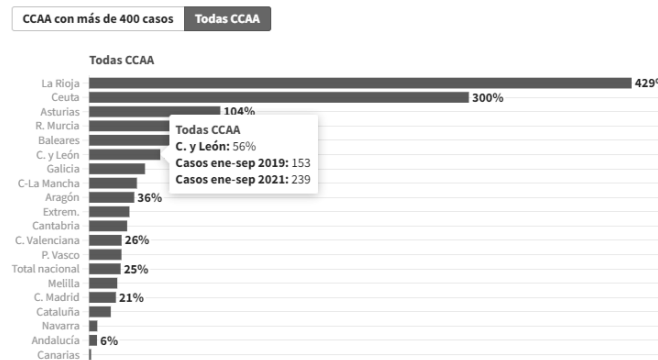 CCAA con más de 400 casos Todas CCAA
Todas CCAA
La Rioja 429%
Ceuta 300%
Asturias 104%
R. Murcia
Baleares
C. y León
Galicia
C-La Mancha
Aragón 36%
Extrem.
Cantabria
C. Valenciana 26%
P. Vasco
Total nacional 25%
Melilla
C. Madrid 21%
Cataluña
Navarra
Andalucía 6%
Canarias
Todas CCAA
C. y León: 56%
Casos ene-sep 2019: 153
Casos ene-sep 2021: 239